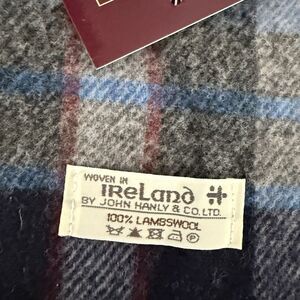 WOVEN IN
IReLanD
BY JOHN HANLY & CO. LTD.
100% LAMBSWOOL